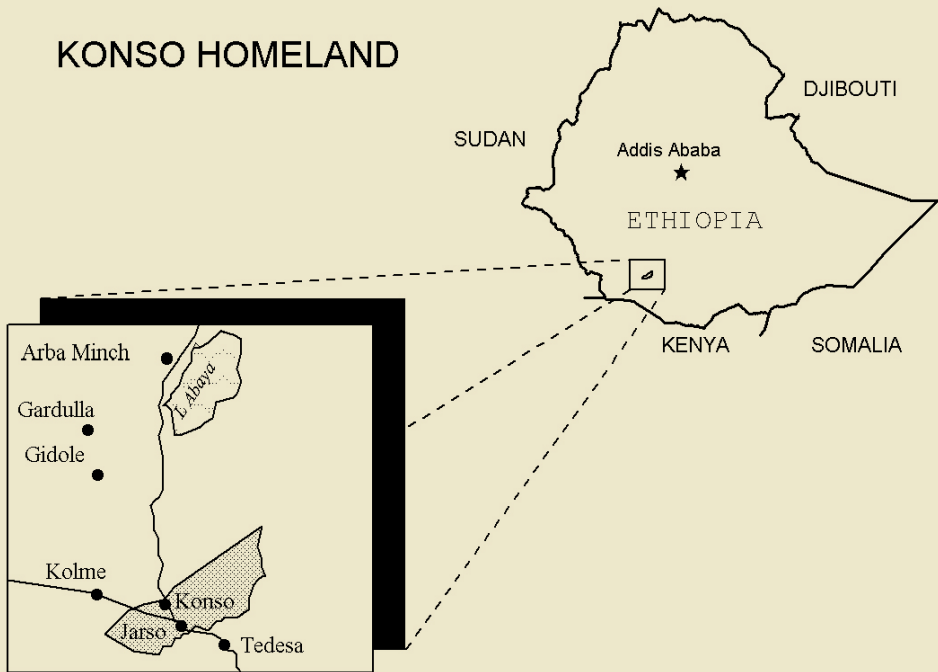 KONSO HOMELAND
DJIBOUTI
SUDAN
Addis Ababa
ETHIOPIA
KENYA
SOMALIA
Arba Minch
L Abaya
Gardulla
Gidole
Kolme
Konso
Jarso
Tedesa